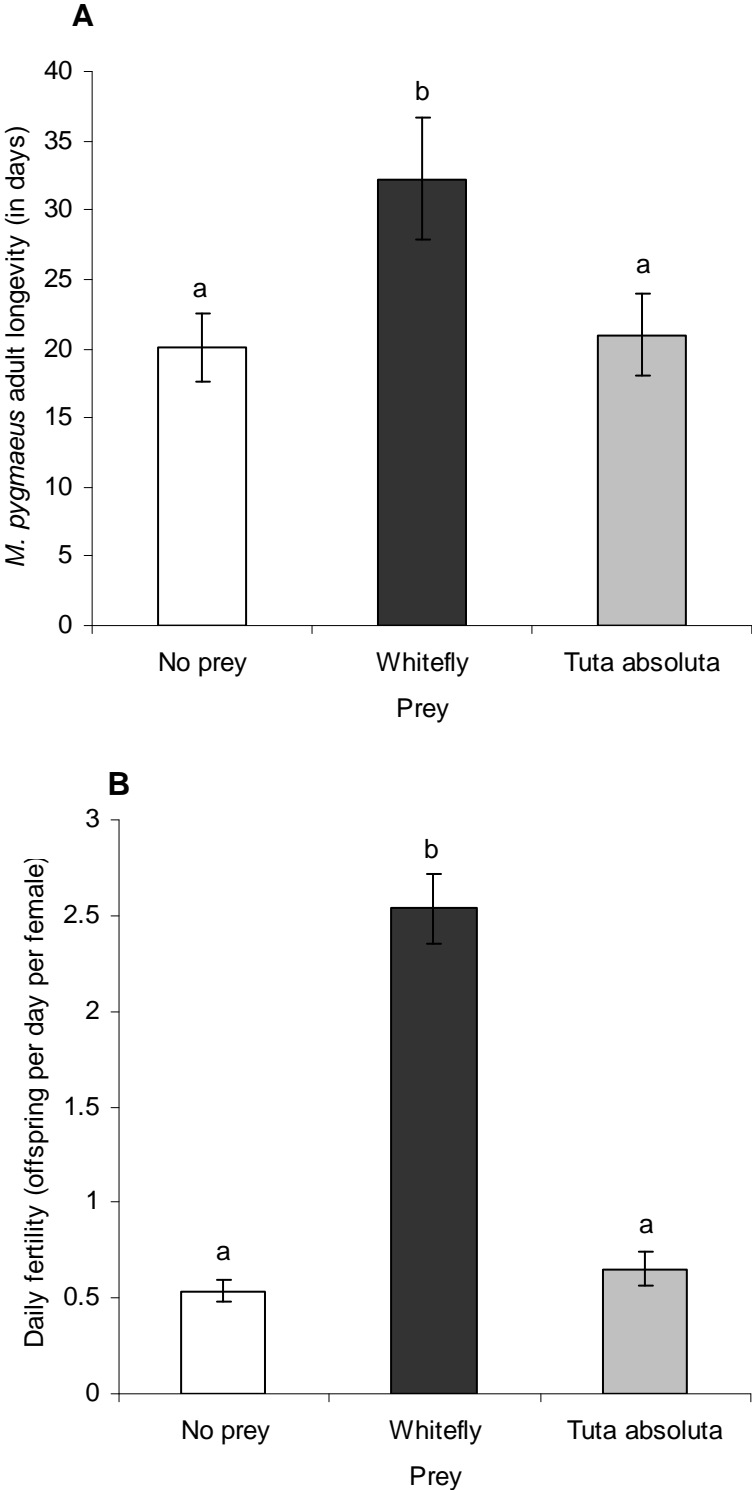 A
M. pygmaeus adult longevity (in days)
40
35
30
25
20
15
10
5
0
a
b
a
No prey
Whitefly
Tuta absoluta
Prey
B
Daily fertility (offspring per day per female)
3
2.5
2
1.5
1
0.5
0
a
b
a
No prey
Whitefly
Tuta absoluta
Prey